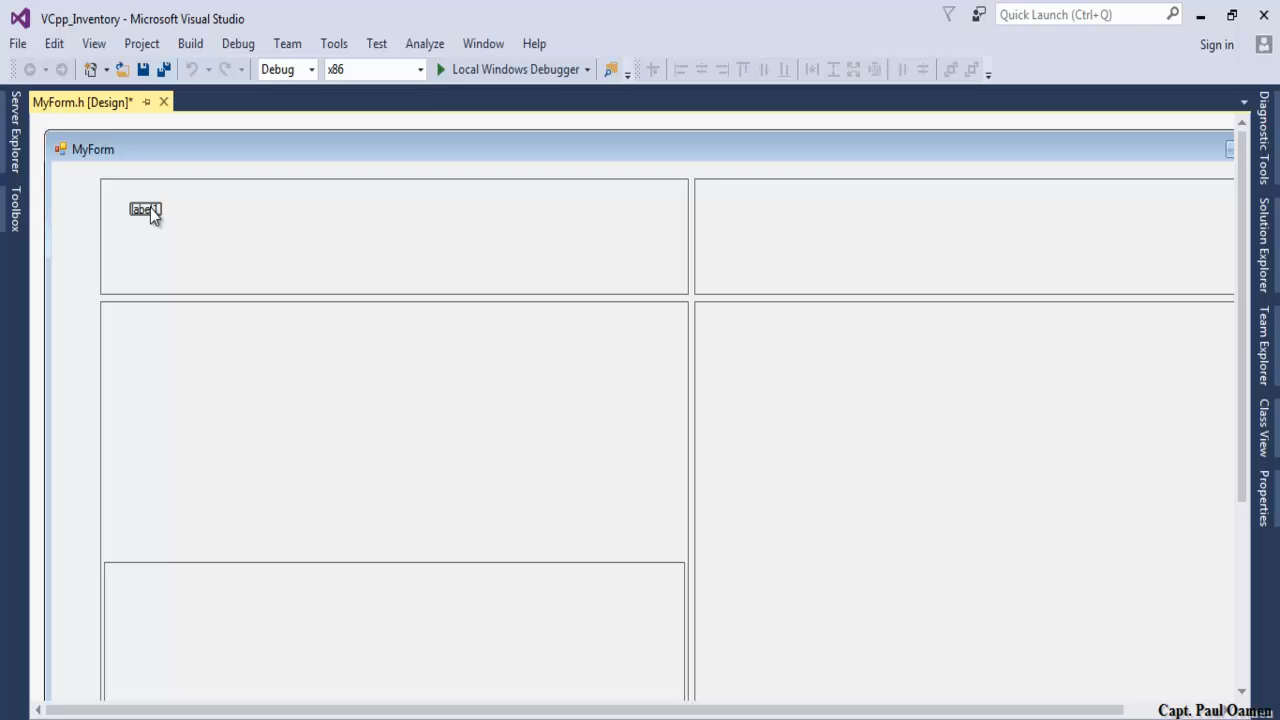 VCpp_Inventory - Microsoft Visual Studio
Quick Launch (Ctrl+Q)
File Edit View Project Build Debug Team Tools Test Analyze Window Help
Sign in
Debug x86 Local Windows Debugger
MyForm.h [Design]*
MyForm
Server Explorer
Toolbox
Diagnostic Tools
Solution Explorer
Team Explorer
Class View
Properties
Capt. Paul Oamen